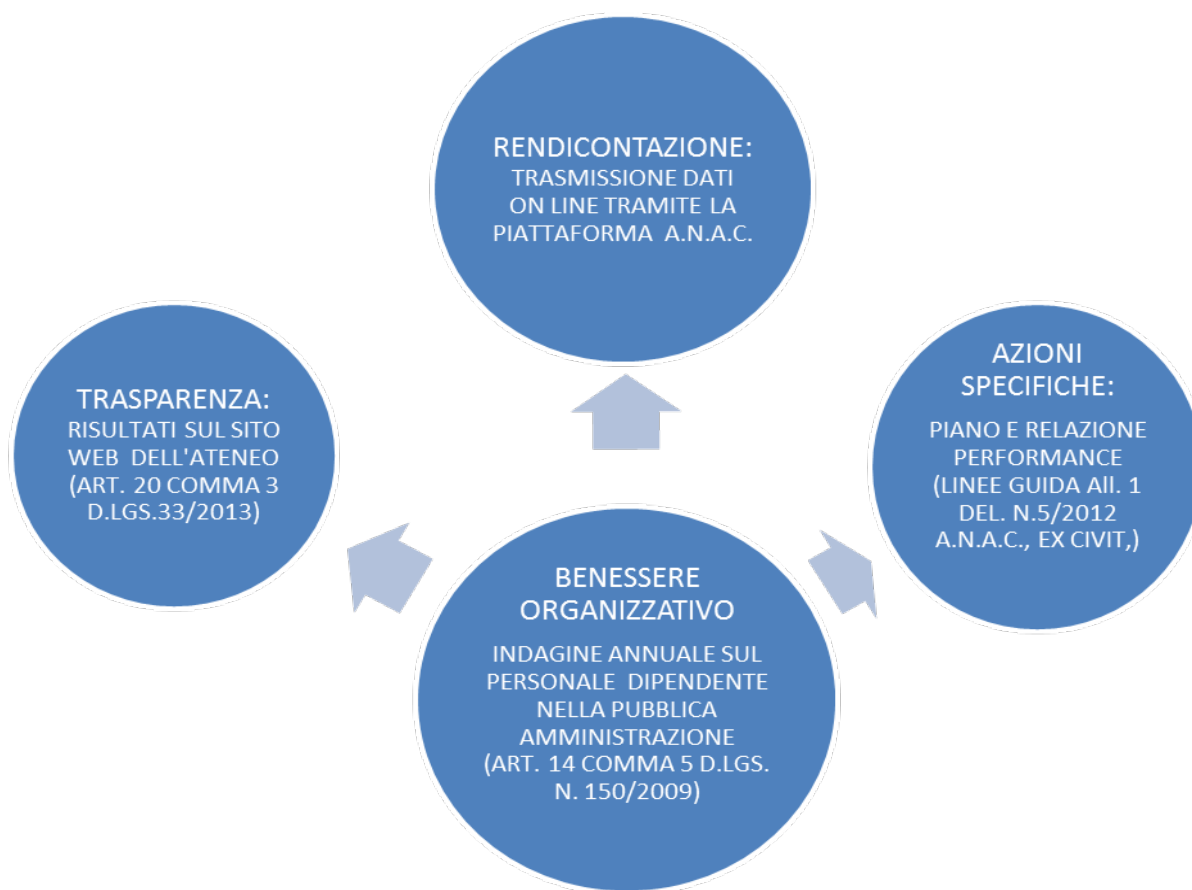 RENDICONTAZIONE:
TRASMISSIONE DATI
ON LINE TRAMITE LA
PIATTAFORMA A.N.A.C.
TRASPARENZA:
RISULTATI SUL SITO
WEB DELL'ATENEO
(ART. 20 COMMA 3
D.LGS.33/2013)
AZIONI
SPECIFICHE:
PIANO E RELAZIONE
PERFORMANCE
(LINEE GUIDA All. 1
DEL. N.5/2012
A.N.A.C., EX CIVIT,)
BENESSERE
ORGANIZZATIVO
INDAGINE ANNUALE SUL
PERSONALE DIPENDENTE
NELLA PUBBLICA
AMMINISTRAZIONE
(ART. 14 COMMA 5 D.LGS.
N. 150/2009)